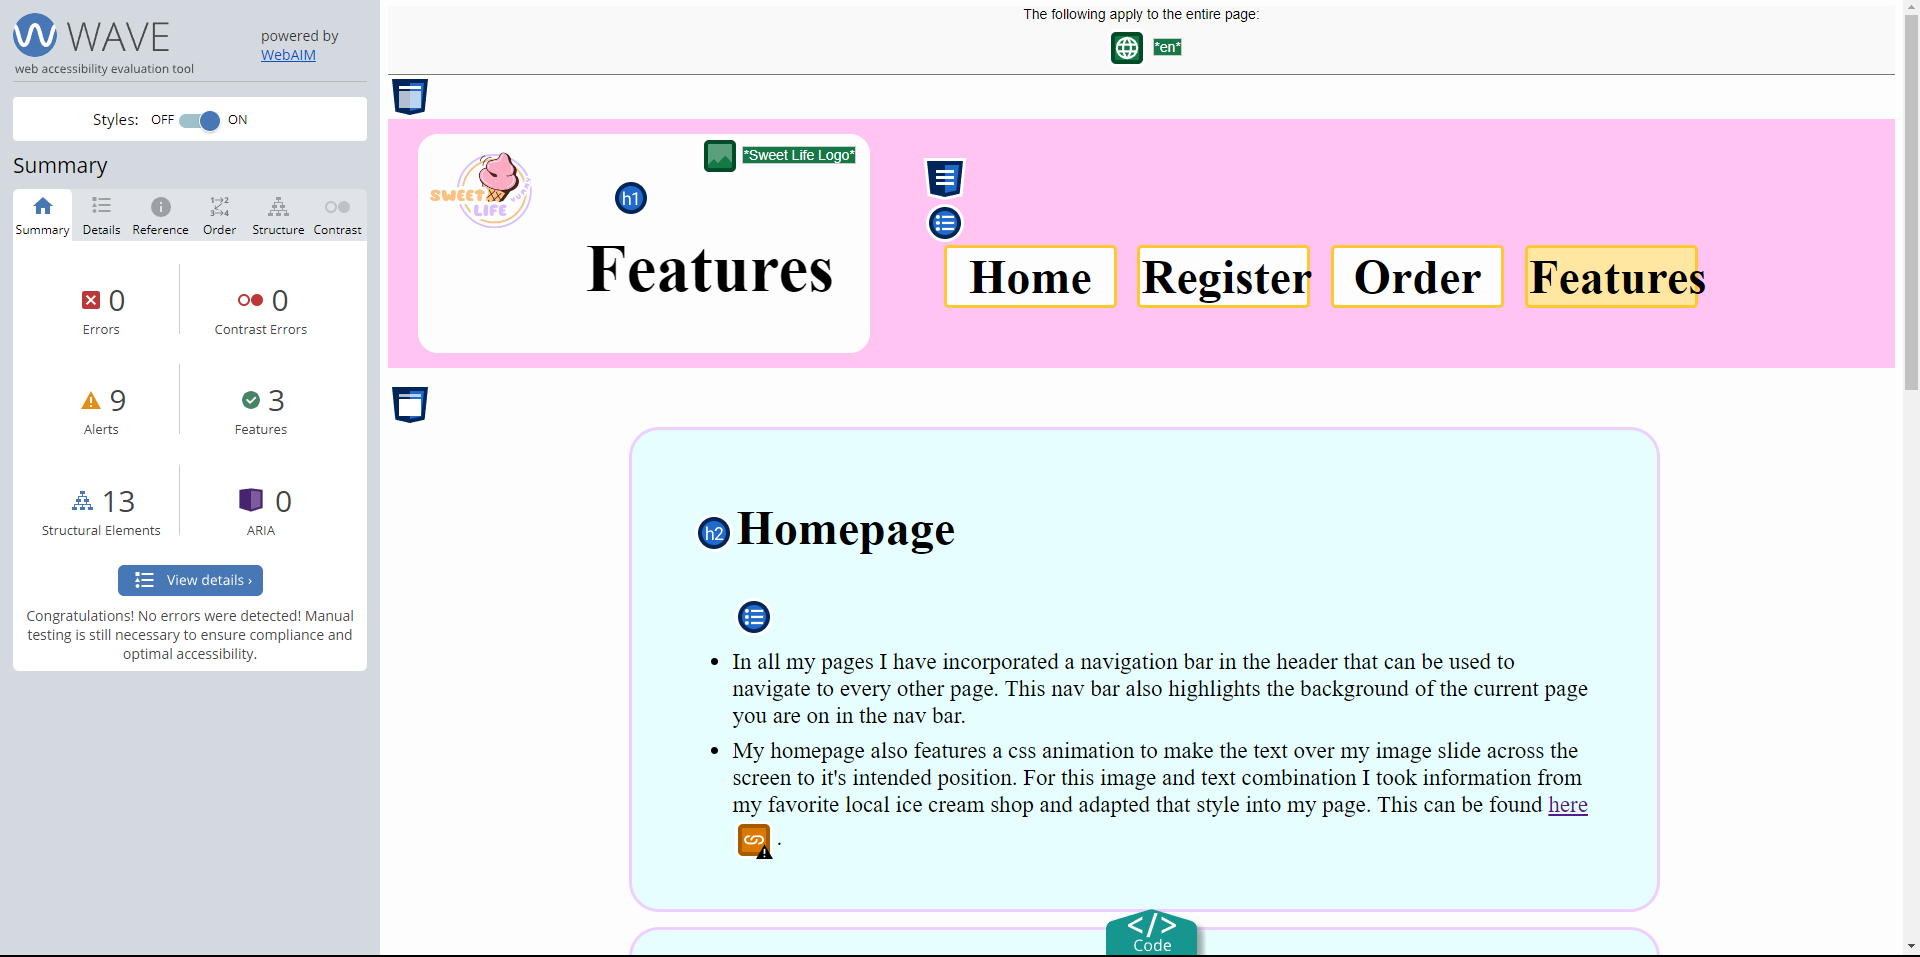 WAVE
web accessibility evaluation tool
powered by
WebAIM
Styles: OFF ON
Summary
Summary Details Reference Order Structure Contrast
0
Errors
0
Contrast Errors
9
Alerts
3
Features
13
Structural Elements
0
ARIA
View details ›
Congratulations! No errors were detected! Manual
testing is still necessary to ensure compliance and
optimal accessibility.
The following apply to the entire page:
*en*
SWEET
LIFE
YUMMY
*Sweet Life Logo*
h1
Features
Home Register Order Features
h2 Homepage
• In all my pages I have incorporated a navigation bar in the header that can be used to
navigate to every other page. This nav bar also highlights the background of the current page
you are on in the nav bar.
• My homepage also features a css animation to make the text over my image slide across the
screen to it's intended position. For this image and text combination I took information from
my favorite local ice cream shop and adapted that style into my page. This can be found here
.
</>
Code